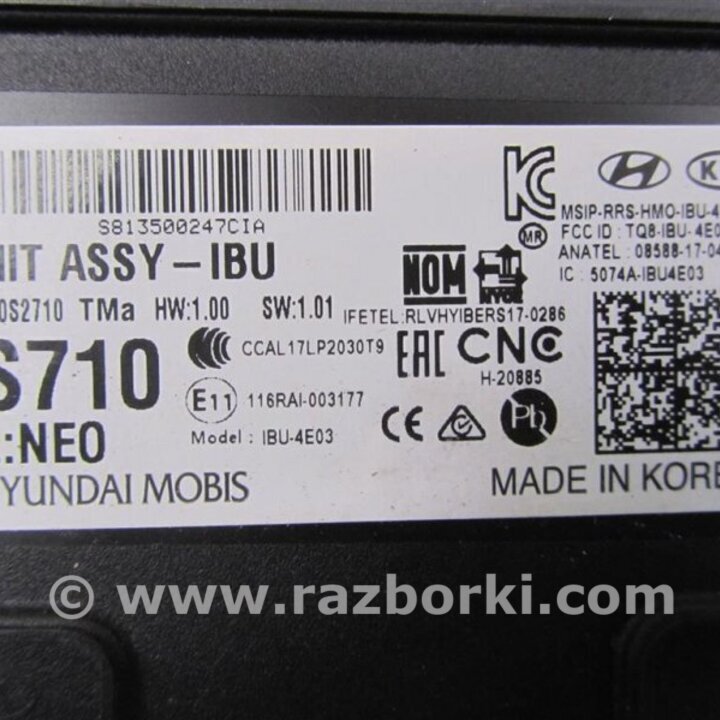 S813500247CIA
NIT ASSY-IBU
0S2710 TMa HW:1.00 SW:1.01
S710
:NEO
YUNDAI MOBIS
CCAL17LP2030T9
E11 116RAI-003177
Model : IBU-4E03
NOM NYCE
IFETEL:RLVHYIBERS17-0286
EAC CNC
H-20885
CE Pb
KC
MR
MSIP-RRS-HMO-IBU-4
FCC ID : TQ8-IBU-4E0
ANATEL : 08588-17-04
IC : 5074A-IBU4E03
MADE IN KORE
© www.razborki.com